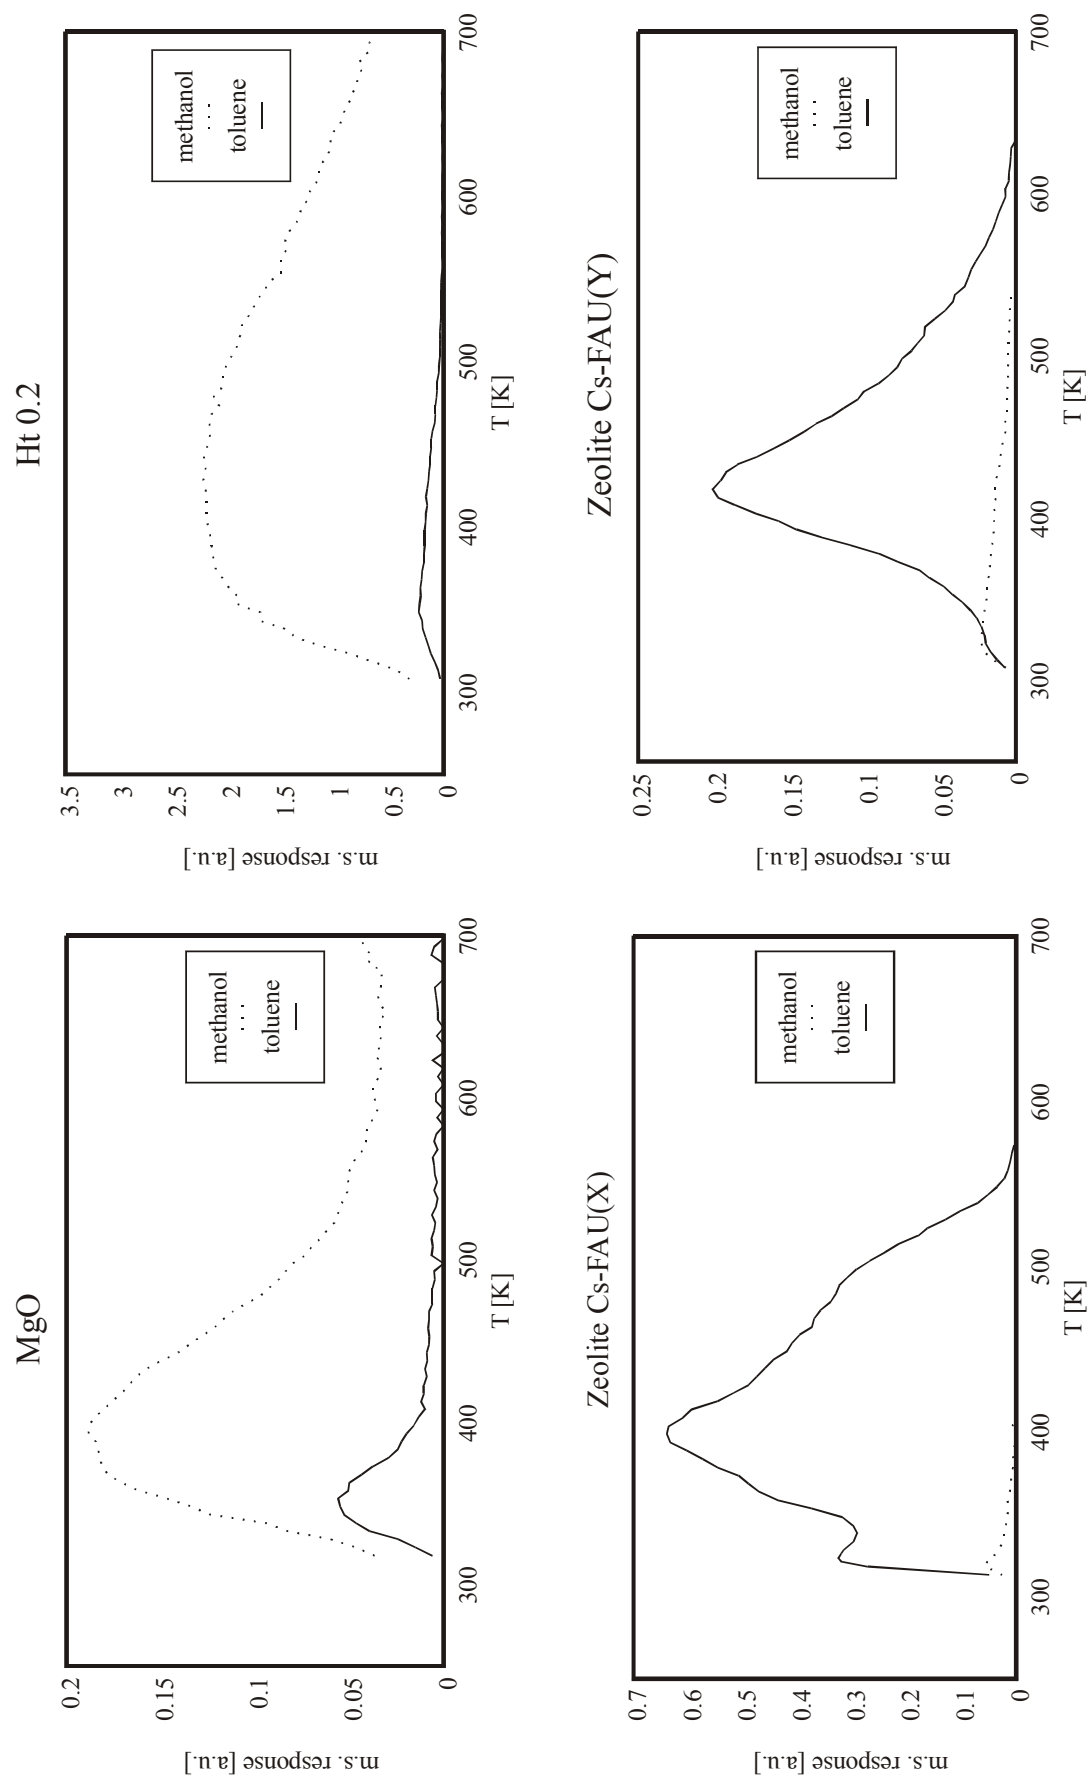 MgO
m.s. response [a.u.]
0.2
0.15
0.1
0.05
0
300
400
500
600
700
T [K]
methanol
toluene
Ht 0.2
m.s. response [a.u.]
3.5
3
2.5
2
1.5
1
0.5
0
300
400
500
600
700
T [K]
methanol
toluene
Zeolite Cs-FAU(X)
m.s. response [a.u.]
0.7
0.6
0.5
0.4
0.3
0.2
0.1
0
300
400
500
600
700
T [K]
methanol
toluene
Zeolite Cs-FAU(Y)
m.s. response [a.u.]
0.25
0.2
0.15
0.1
0.05
0
300
400
500
600
700
T [K]
methanol
toluene